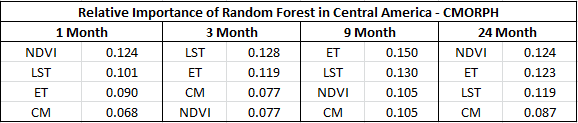 Relative Importance of Random Forest in Central America - CMORPH
1 Month 3 Month 9 Month 24 Month
NDVI 0.124 LST 0.128 ET 0.150 NDVI 0.124
LST 0.101 ET 0.119 LST 0.130 ET 0.123
ET 0.090 CM 0.077 NDVI 0.105 LST 0.119
CM 0.068 NDVI 0.077 CM 0.105 CM 0.087